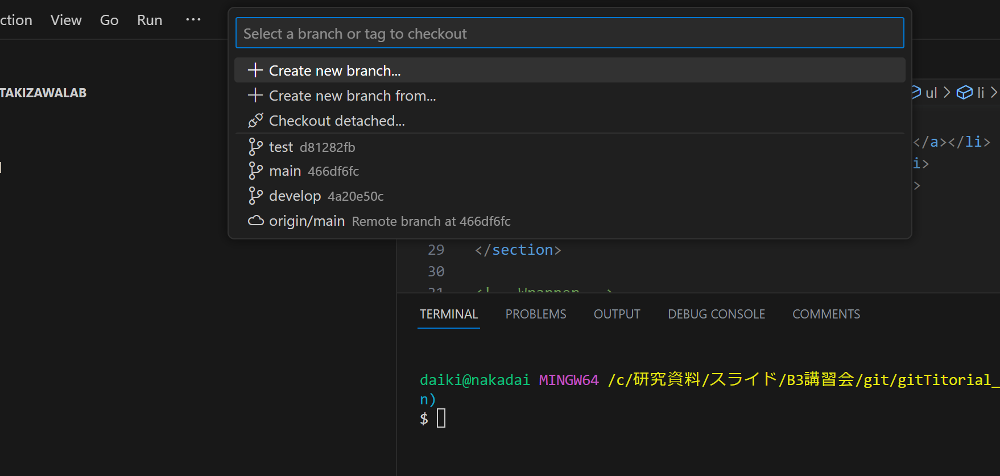 ction View Go Run ···
Select a branch or tag to checkout
Create new branch...
Create new branch from...
Checkout detached...
test d81282fb
main 466df6fc
develop 4a20e50c
origin/main Remote branch at 466df6fc
TAKIZAWALAB
ul > li >
</a></li>
i>
>
29 </section>
30
31
TERMINAL PROBLEMS OUTPUT DEBUG CONSOLE COMMENTS
daiki@nakadai MINGW64 /c/研究資料/スライド/B3講習会/git/gitTitorial_
n)
$